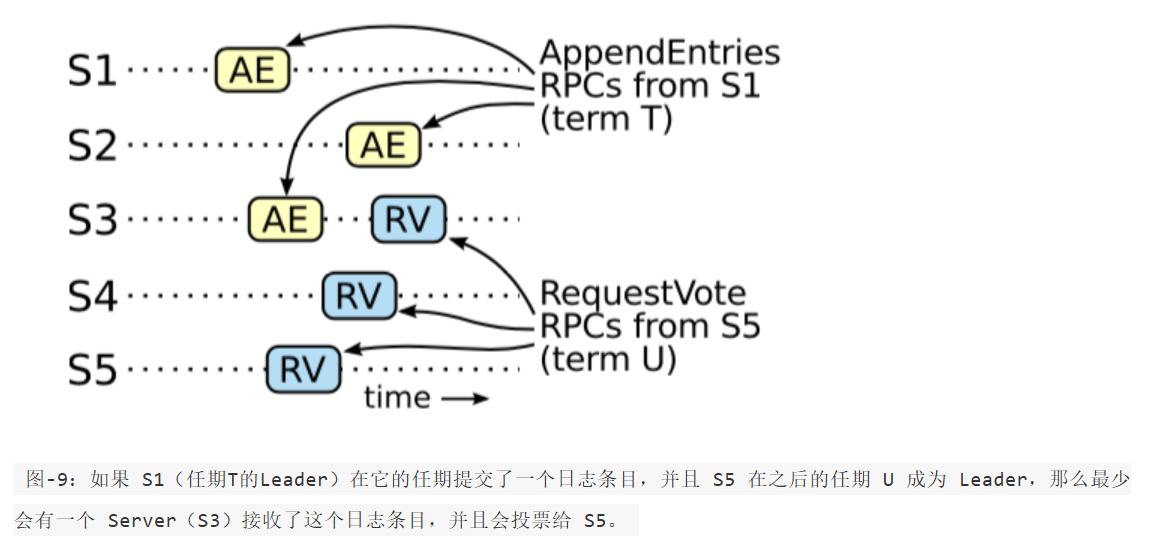 S1 AE AppendEntries
RPCs from S1
(term T)
S2 AE
S3 AE RV
S4 RV RequestVote
RPCs from S5
(term U)
S5 RV
time
图-9：如果 S1（任期T的Leader）在它的任期提交了一个日志条目，并且 S5 在之后的任期 U 成为 Leader，那么最少
会有一个 Server（S3）接收了这个日志条目，并且会投票给 S5。